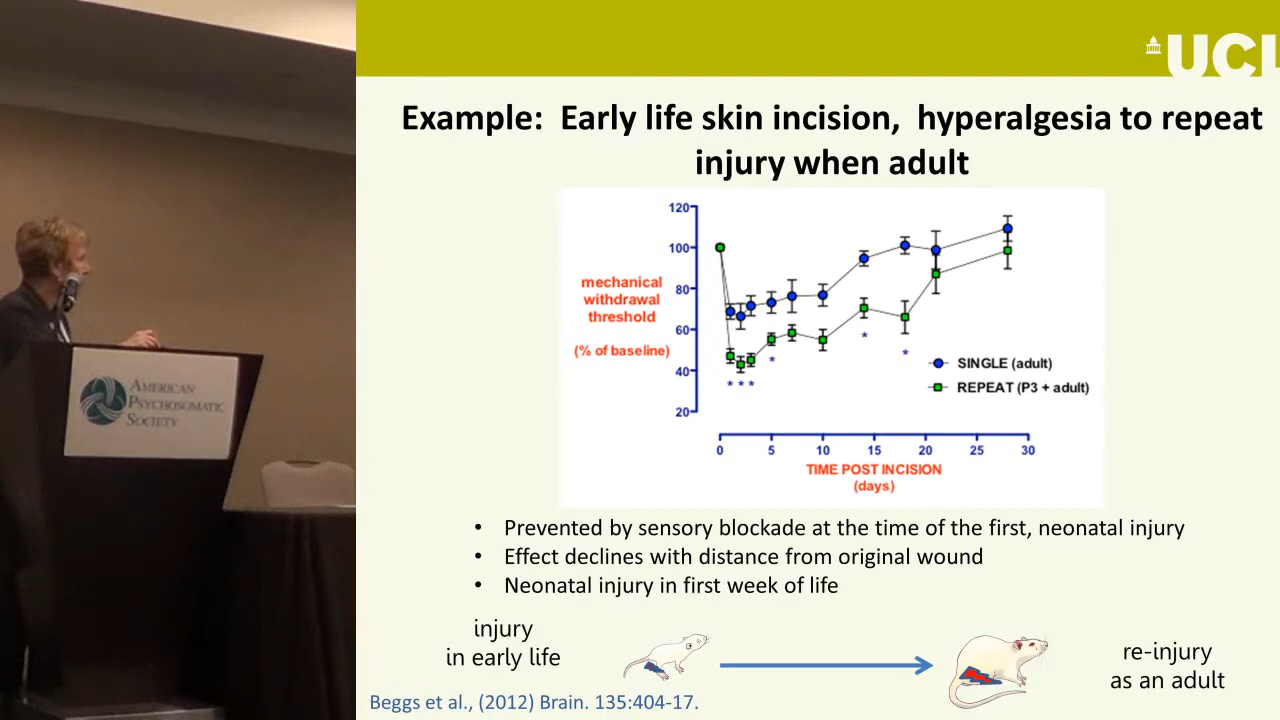 UCL
Example: Early life skin incision, hyperalgesia to repeat
injury when adult
120
100
80
60
40
20
mechanical
withdrawal
threshold
(% of baseline)
* * *
*
*
*
SINGLE (adult)
REPEAT (P3 + adult)
0 5 10 15 20 25 30
TIME POST INCISION
(days)
• Prevented by sensory blockade at the time of the first, neonatal injury
• Effect declines with distance from original wound
• Neonatal injury in first week of life
injury
in early life
re-injury
as an adult
Beggs et al., (2012) Brain. 135:404-17.
AMERICAN
PSYCHOSOMATIC
SOCIETY